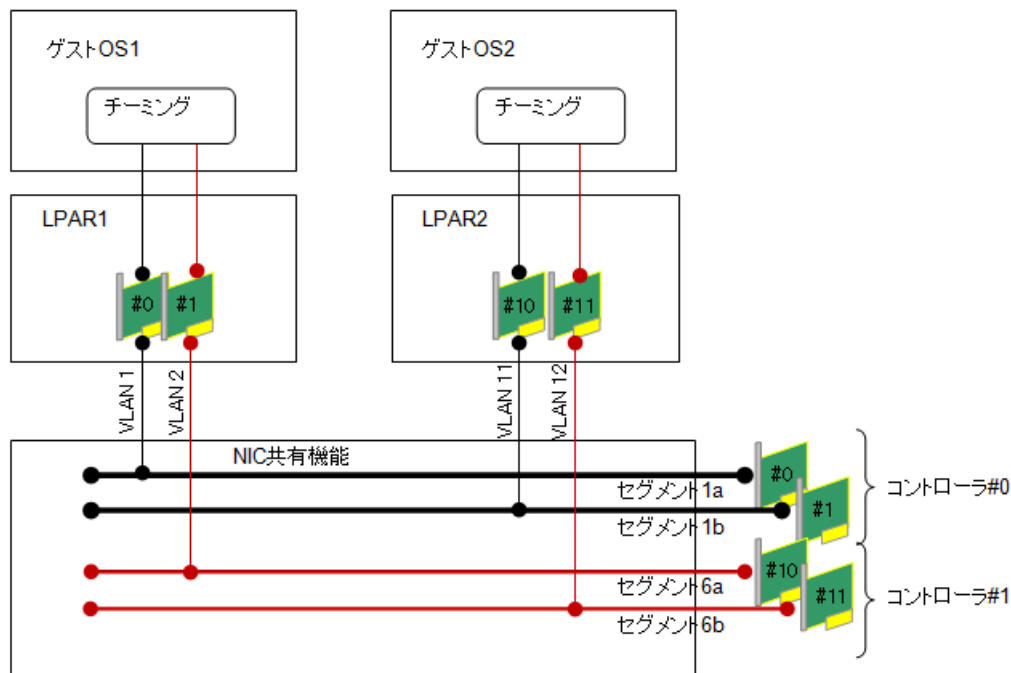 ゲストOS1
チーミング
ゲストOS2
チーミング
LPAR1
#0
#1
LPAR2
#10
#11
VLAN 1
VLAN 2
VLAN 11
VLAN 12
NIC共有機能
セグメント1a
#0
セグメント1b
#1
コントローラ#0
セグメント6a
#10
セグメント6b
#11
コントローラ#1